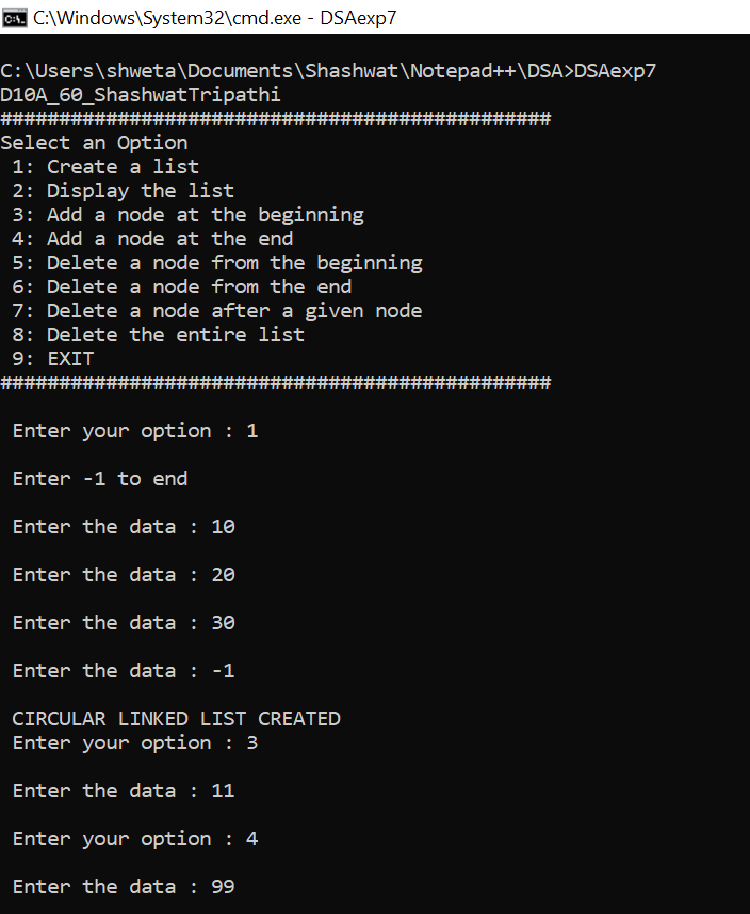 C:\Windows\System32\cmd.exe - DSAexp7
C:\Users\shweta\Documents\Shashwat\Notepad++\DSA>DSAexp7
D10A_60_ShashwatTripathi
###############################################
Select an Option
1: Create a list
2: Display the list
3: Add a node at the beginning
4: Add a node at the end
5: Delete a node from the beginning
6: Delete a node from the end
7: Delete a node after a given node
8: Delete the entire list
9: EXIT
###############################################
Enter your option : 1
Enter -1 to end
Enter the data : 10
Enter the data : 20
Enter the data : 30
Enter the data : -1
CIRCULAR LINKED LIST CREATED
Enter your option : 3
Enter the data : 11
Enter your option : 4
Enter the data : 99